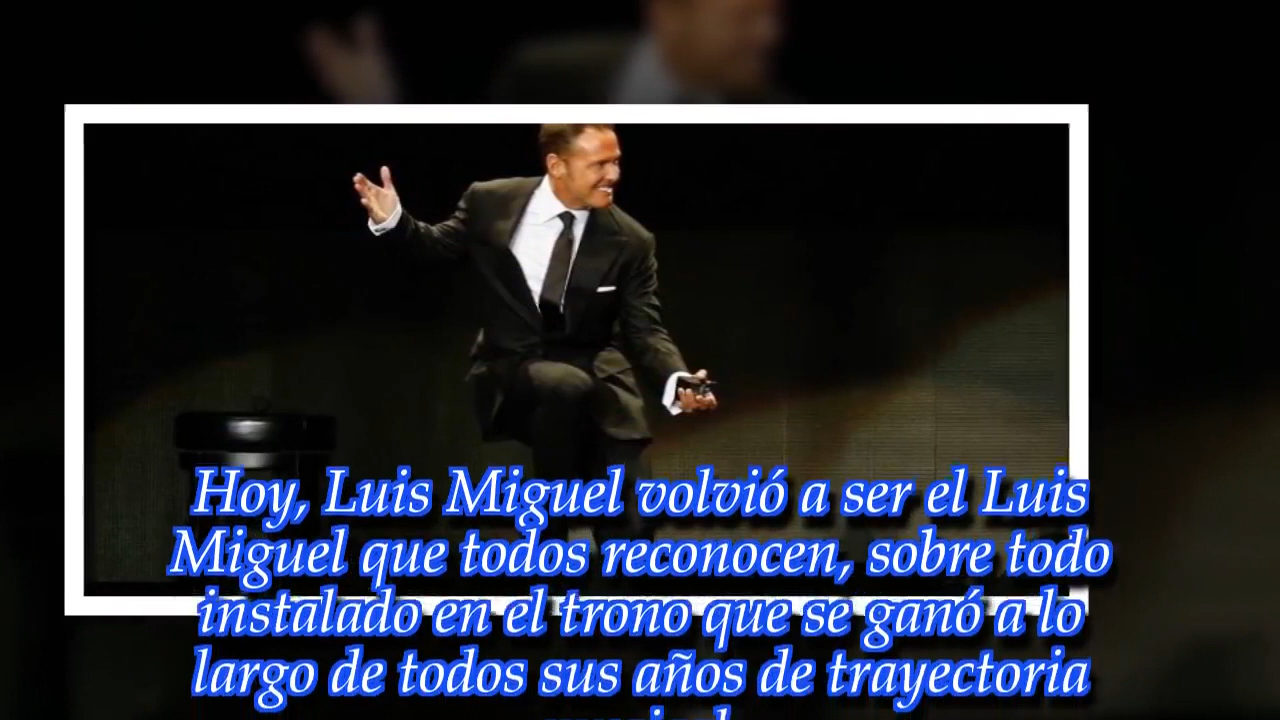 Hoy, Luis Miguel volvió a ser el Luis
Miguel que todos reconocen, sobre todo
instalado en el trono que se ganó a lo
largo de todos sus años de trayectoria